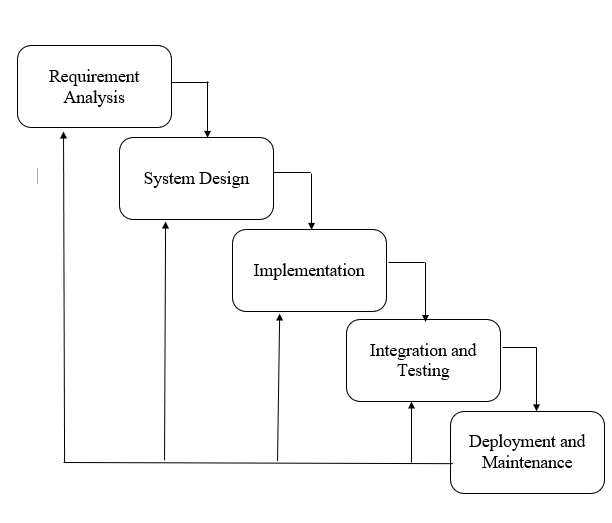 Requirement
Analysis
System Design
Implementation
Integration and
Testing
Deployment and
Maintenance